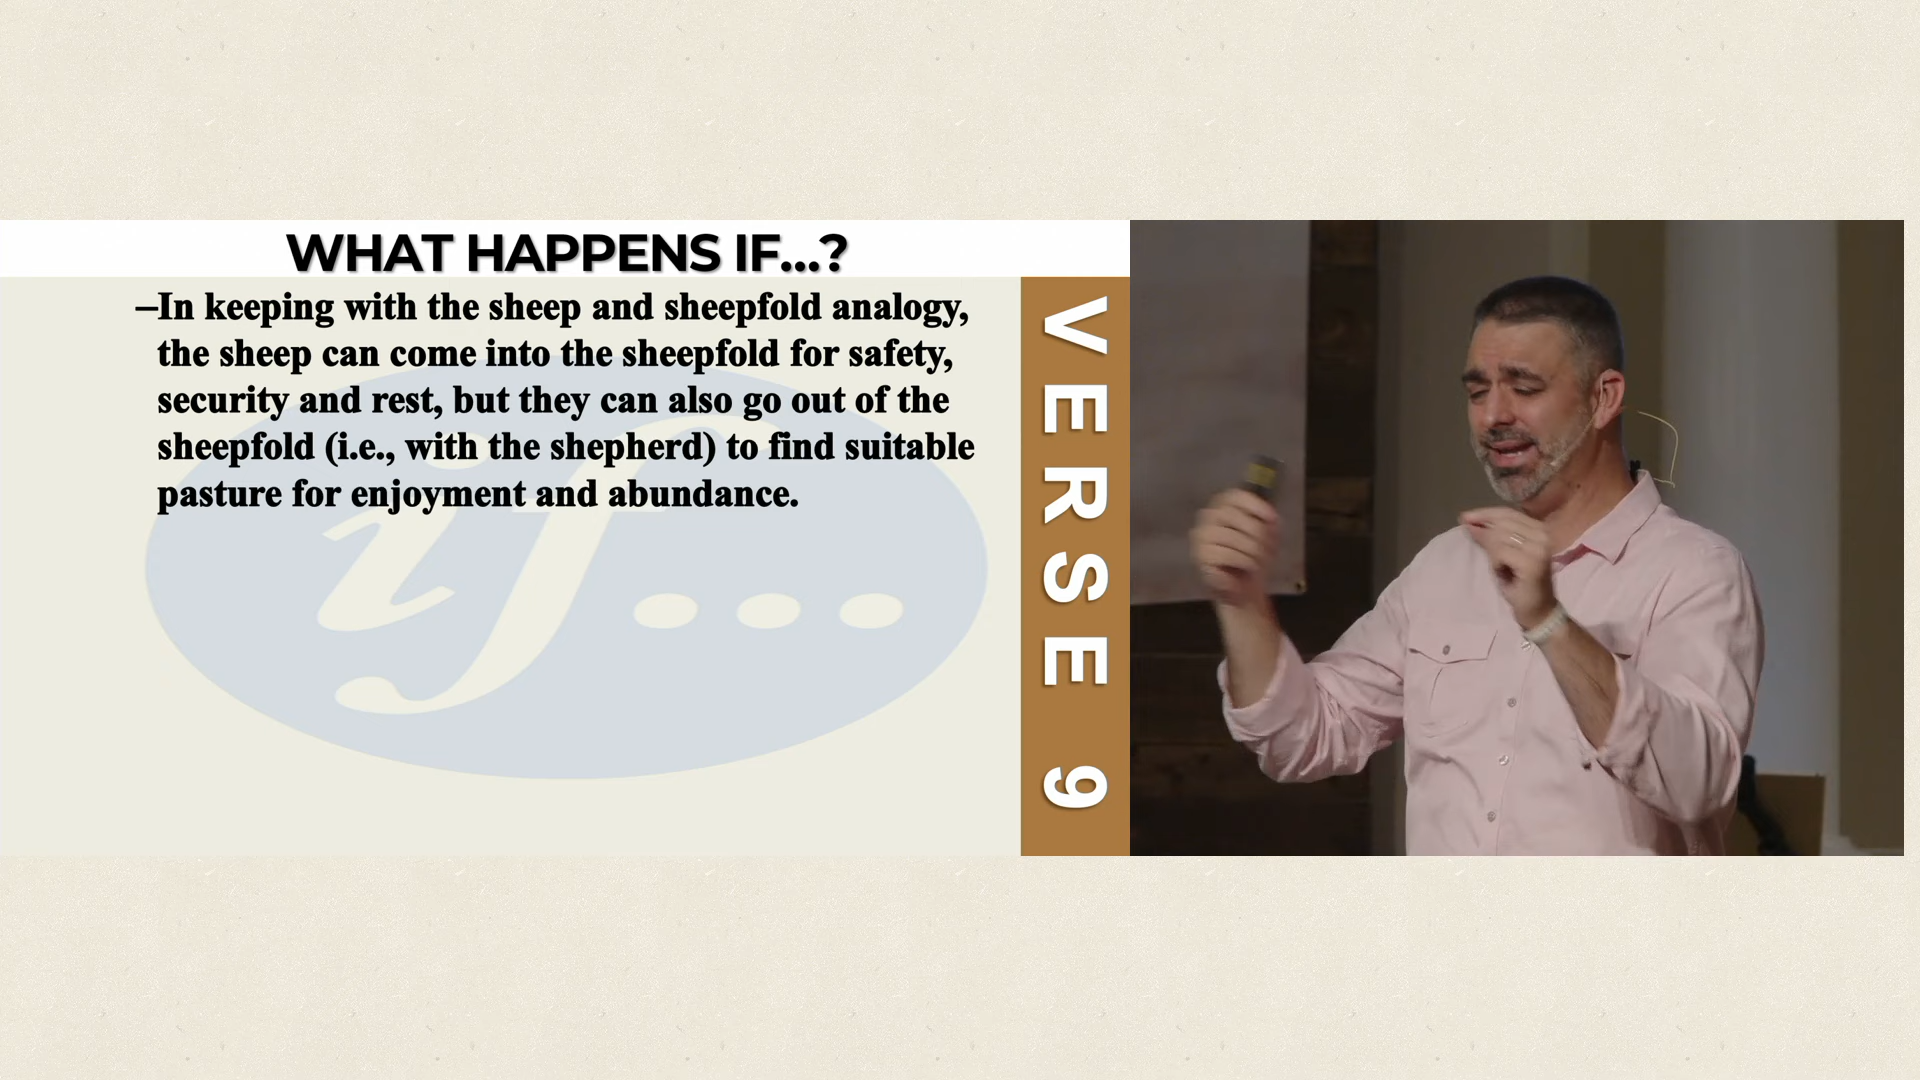 WHAT HAPPENS IF...?
–In keeping with the sheep and sheepfold analogy,
the sheep can come into the sheepfold for safety,
security and rest, but they can also go out of the
sheepfold (i.e., with the shepherd) to find suitable
pasture for enjoyment and abundance.
if...
VERSE 9